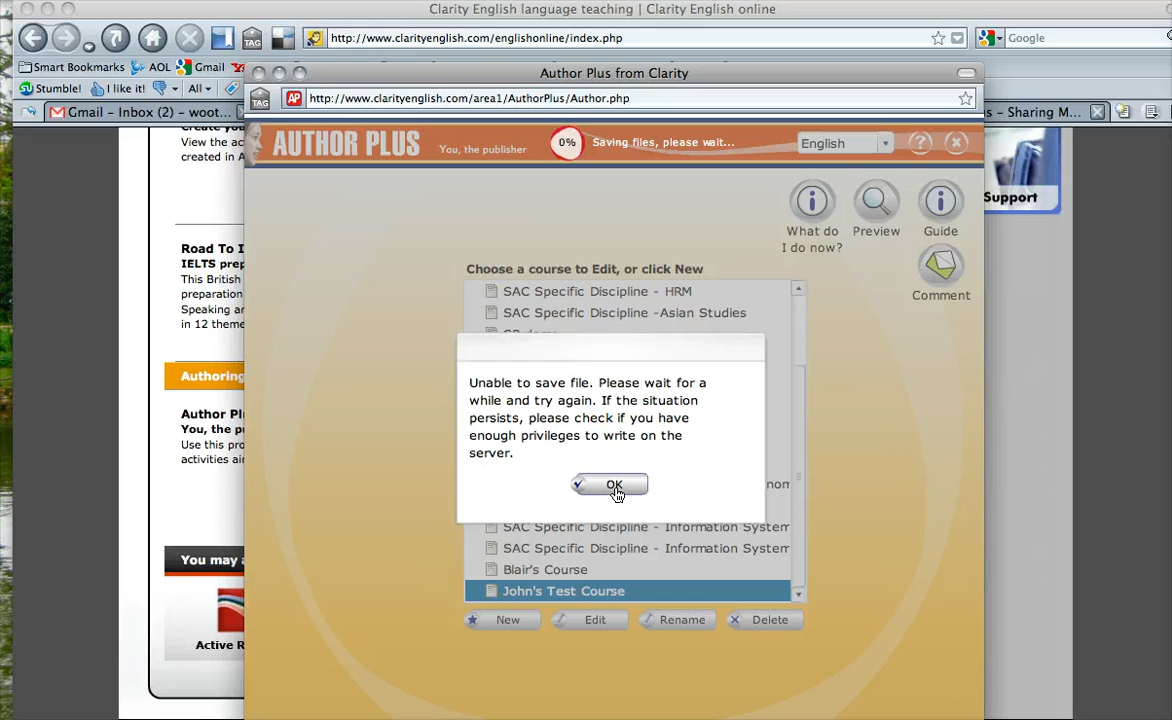 Clarity English language teaching | Clarity English online
TAG
http://www.clarityenglish.com/englishonline/index.php
Google
Smart Bookmarks
AOL
Gmail
Stumble!
I like it!
All
Author Plus from Clarity
TAG
AP
http://www.clarityenglish.com/area1/AuthorPlus/Author.php
Gmail - Inbox (2) - woot...
s - Sharing M...
AUTHOR PLUS
You, the publisher
0%
Saving files, please wait...
English
?
View the ac
created in A
Support
What do
I do now?
Preview
Guide
Comment
Road To I
IELTS prep
This British
preparation
Speaking ar
in 12 theme
Choose a course to Edit, or click New
SAC Specific Discipline - HRM
SAC Specific Discipline -Asian Studies
Unable to save file. Please wait for a
while and try again. If the situation
persists, please check if you have
enough privileges to write on the
server.
OK
nom
SAC Specific Discipline - Information System
SAC Specific Discipline - Information System
Blair's Course
John's Test Course
New
Edit
Rename
Delete
Authoring
Author Pl
You, the
Use this pro
activities ai
You may a
Active R